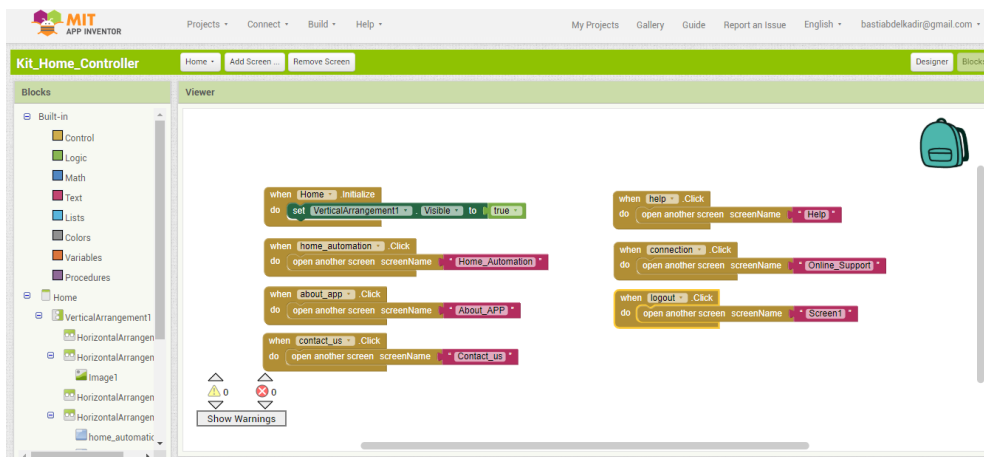 MIT
APP INVENTOR
Projects
Connect
Build
Help
My Projects
Gallery
Guide
Report an Issue
English
bastiabdelkadir@gmail.com
Kit_Home_Controller
Home
Add Screen ...
Remove Screen
Designer
Blocks
Blocks
Viewer
Built-in
Control
Logic
Math
Text
Lists
Colors
Variables
Procedures
Home
VerticalArrangement1
HorizontalArrangen
HorizontalArrangen
Image1
HorizontalArrangen
HorizontalArrangen
home_automatic
when Home .Initialize
do set VerticalArrangement1 . Visible to true
when home_automation .Click
do open another screen screenName " Home_Automation "
when about_app .Click
do open another screen screenName " About_APP "
when contact_us .Click
do open another screen screenName " Contact_us "
when help .Click
do open another screen screenName " Help "
when connection .Click
do open another screen screenName " Online_Support "
when logout .Click
do open another screen screenName " Screen1 "
0
0
Show Warnings